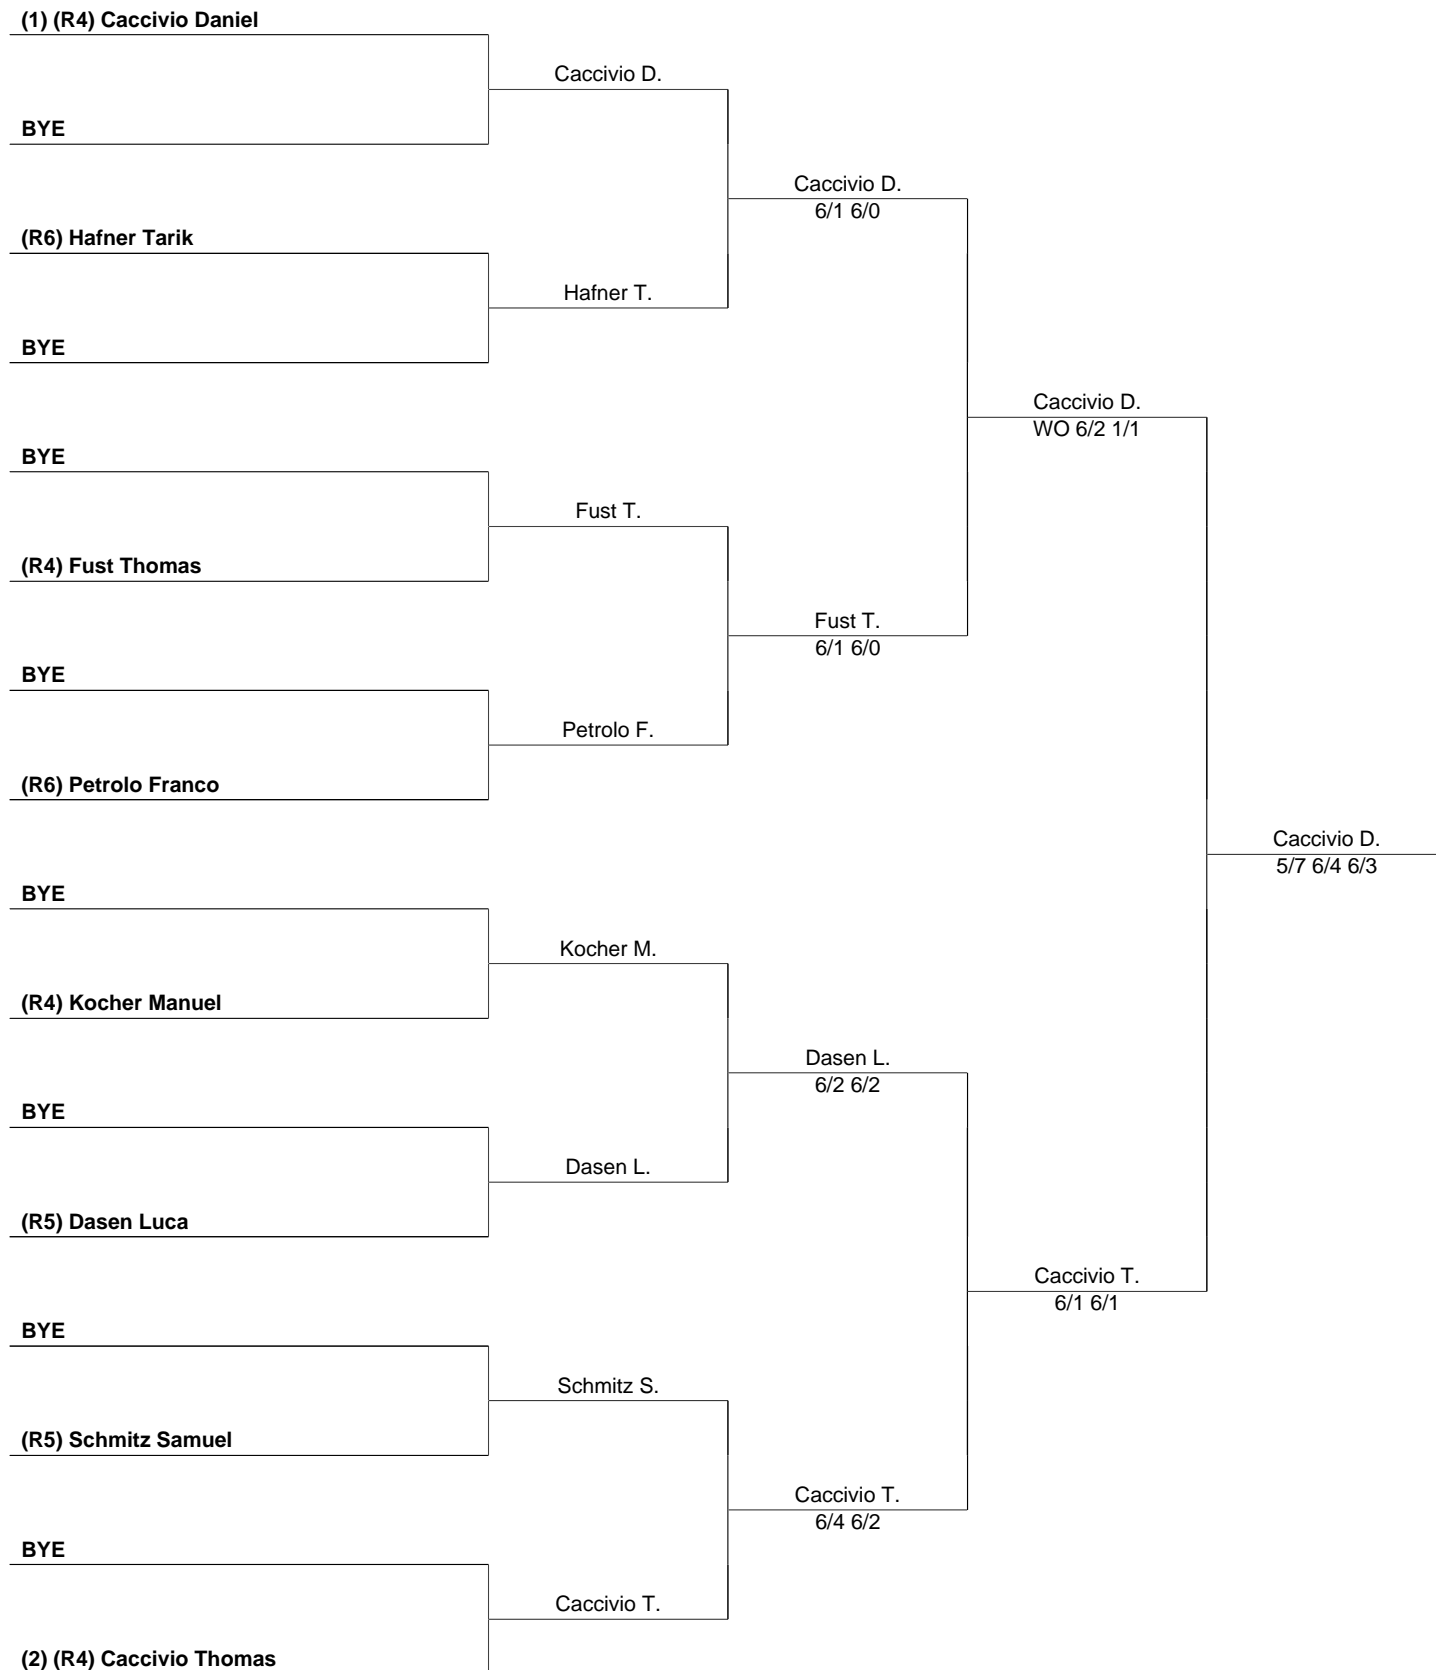 (1) (R4) Caccivio Daniel
Caccivio D.
BYE
Caccivio D.
6/1 6/0
(R6) Hafner Tarik
Hafner T.
BYE
Caccivio D.
WO 6/2 1/1
BYE
Fust T.
(R4) Fust Thomas
Fust T.
6/1 6/0
BYE
Petrolo F.
(R6) Petrolo Franco
Caccivio D.
5/7 6/4 6/3
BYE
Kocher M.
(R4) Kocher Manuel
Dasen L.
6/2 6/2
BYE
Dasen L.
(R5) Dasen Luca
Caccivio T.
6/1 6/1
BYE
Schmitz S.
(R5) Schmitz Samuel
Caccivio T.
6/4 6/2
BYE
Caccivio T.
(2) (R4) Caccivio Thomas